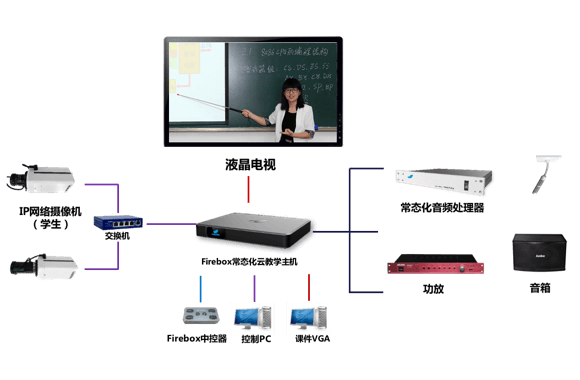 液晶电视
IP网络摄像机
（学生）
交换机
Firebox常态化云教学主机
常态化音频处理器
功放
音箱
Firebox中控器
控制PC
课件VGA